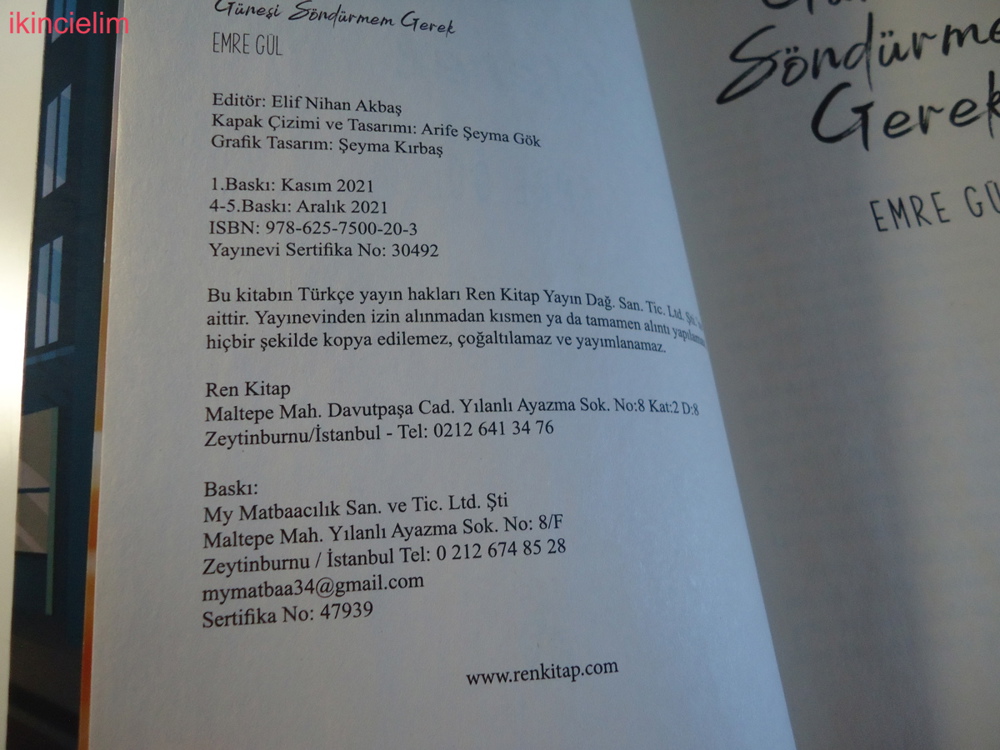 ikincielim
Güneşi Söndürmem Gerek
EMRE GÜL
Editör: Elif Nihan Akbaş
Kapak Çizimi ve Tasarımı: Arife Şeyma Gök
Grafik Tasarım: Şeyma Kırbaş
1.Baskı: Kasım 2021
4-5.Baskı: Aralık 2021
ISBN: 978-625-7500-20-3
Yayınevi Sertifika No: 30492
Bu kitabın Türkçe yayın hakları Ren Kitap Yayın Dağ. San. Tic. Ltd. Şti.
aittir. Yayınevinden izin alınmadan kısmen ya da tamamen alıntı
hiçbir şekilde kopya edilemez, çoğaltılamaz ve yayımlanamaz.
Ren Kitap
Maltepe Mah. Davutpaşa Cad. Yılanlı Ayazma Sok. No:8 Kat:2 D:8
Zeytinburnu/İstanbul - Tel: 0212 641 34 76
Baskı:
My Matbaacılık San. ve Tic. Ltd. Şti
Maltepe Mah. Yılanlı Ayazma Sok. No: 8/F
Zeytinburnu / İstanbul Tel: 0 212 674 85 28
mymatbaa34@gmail.com
Sertifika No: 47939
www.renkitap.com
Söndürme
Gerek
EMRE GÜ